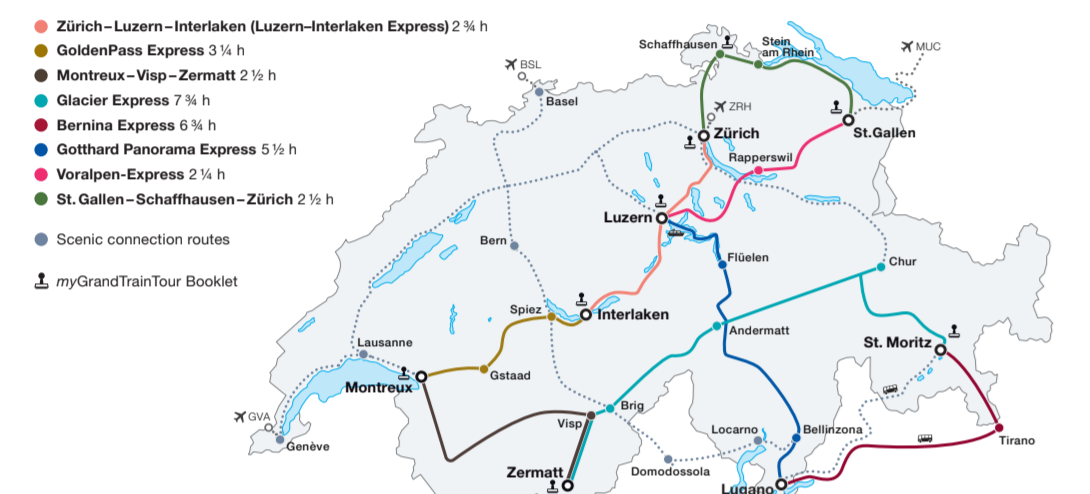 Zürich – Luzern – Interlaken (Luzern–Interlaken Express) 2 ¾ h
GoldenPass Express 3 ¼ h
Montreux – Visp – Zermatt 2 ½ h
Glacier Express 7 ¾ h
Bernina Express 6 ¾ h
Gotthard Panorama Express 5 ½ h
Voralpen-Express 2 ¼ h
St. Gallen – Schaffhausen – Zürich 2 ½ h
Scenic connection routes
myGrandTrainTour Booklet
Schaffhausen
Stein
am Rhein
MUC
BSL
Basel
ZRH
Zürich
St. Gallen
Rapperswil
Luzern
Bern
Flüelen
Chur
Spiez
Interlaken
Andermatt
St. Moritz
Lausanne
Gstaad
Montreux
GVA
Genève
Brig
Visp
Locarno
Bellinzona
Tirano
Domodossola
Zermatt
Lugano